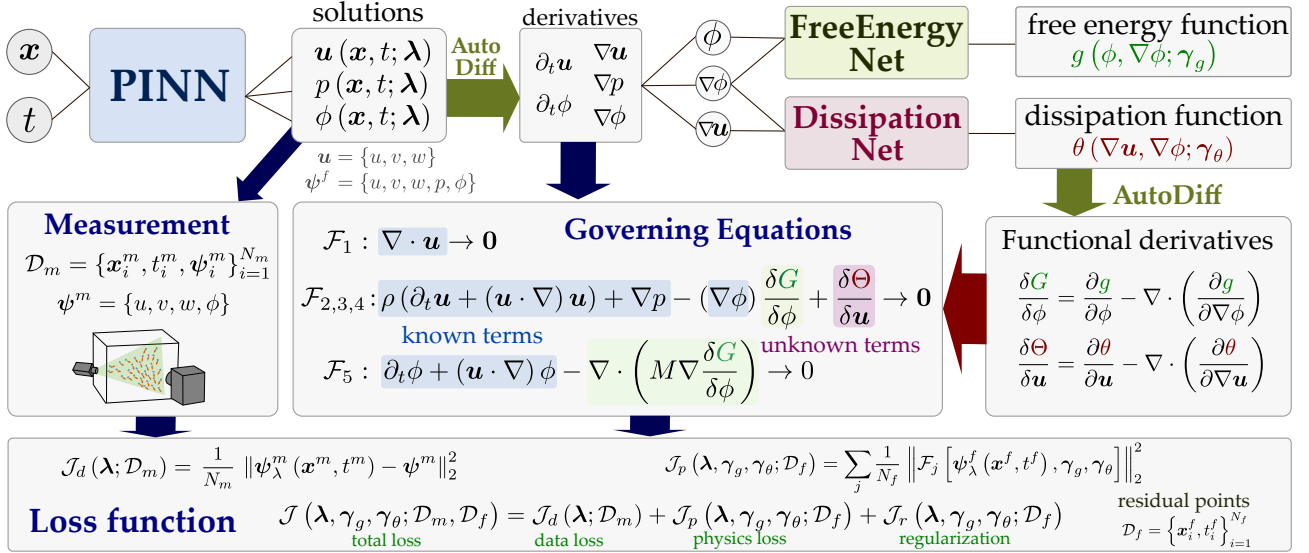 x
t
PINN
solutions
u (x, t; λ)
p (x, t; λ)
ϕ (x, t; λ)
u = {u, v, w}
ψ^f = {u, v, w, p, ϕ}
Auto
Diff
derivatives
∂_t u ∇u
∇p
∂_t ϕ ∇ϕ
ϕ
∇ϕ
∇u
FreeEnergy
Net
Dissipation
Net
free energy function
g (ϕ, ∇ϕ; γ_g)
dissipation function
θ (∇u, ∇ϕ; γ_θ)
AutoDiff
Measurement
D_m = {x_i^m, t_i^m, ψ_i^m}_{i=1}^{N_m}
ψ^m = {u, v, w, ϕ}
Governing Equations
F_1 : ∇ · u → 0
F_{2,3,4} : ρ (∂_t u + (u · ∇) u) + ∇p − (∇ϕ) δG/δϕ + δΘ/δu → 0
known terms
unknown terms
F_5 : ∂_t ϕ + (u · ∇) ϕ − ∇ · (M∇ δG/δϕ) → 0
Functional derivatives
δG/δϕ = ∂g/∂ϕ − ∇ · (∂g/∂∇ϕ)
δΘ/δu = ∂θ/∂u − ∇ · (∂θ/∂∇u)
J_d (λ; D_m) = 1/N_m ‖ψ_λ^m (x^m, t^m) − ψ^m‖_2^2
J_p (λ, γ_g, γ_θ; D_f) = ∑_j 1/N_f ‖F_j [ψ_λ^f (x^f, t^f) , γ_g, γ_θ]‖_2^2
Loss function
J (λ, γ_g, γ_θ; D_m, D_f) = J_d (λ; D_m) + J_p (λ, γ_g, γ_θ; D_f) + J_r (λ, γ_g, γ_θ; D_f)
total loss
data loss
physics loss
regularization
residual points
D_f = {x_i^f, t_i^f}_{i=1}^{N_f}